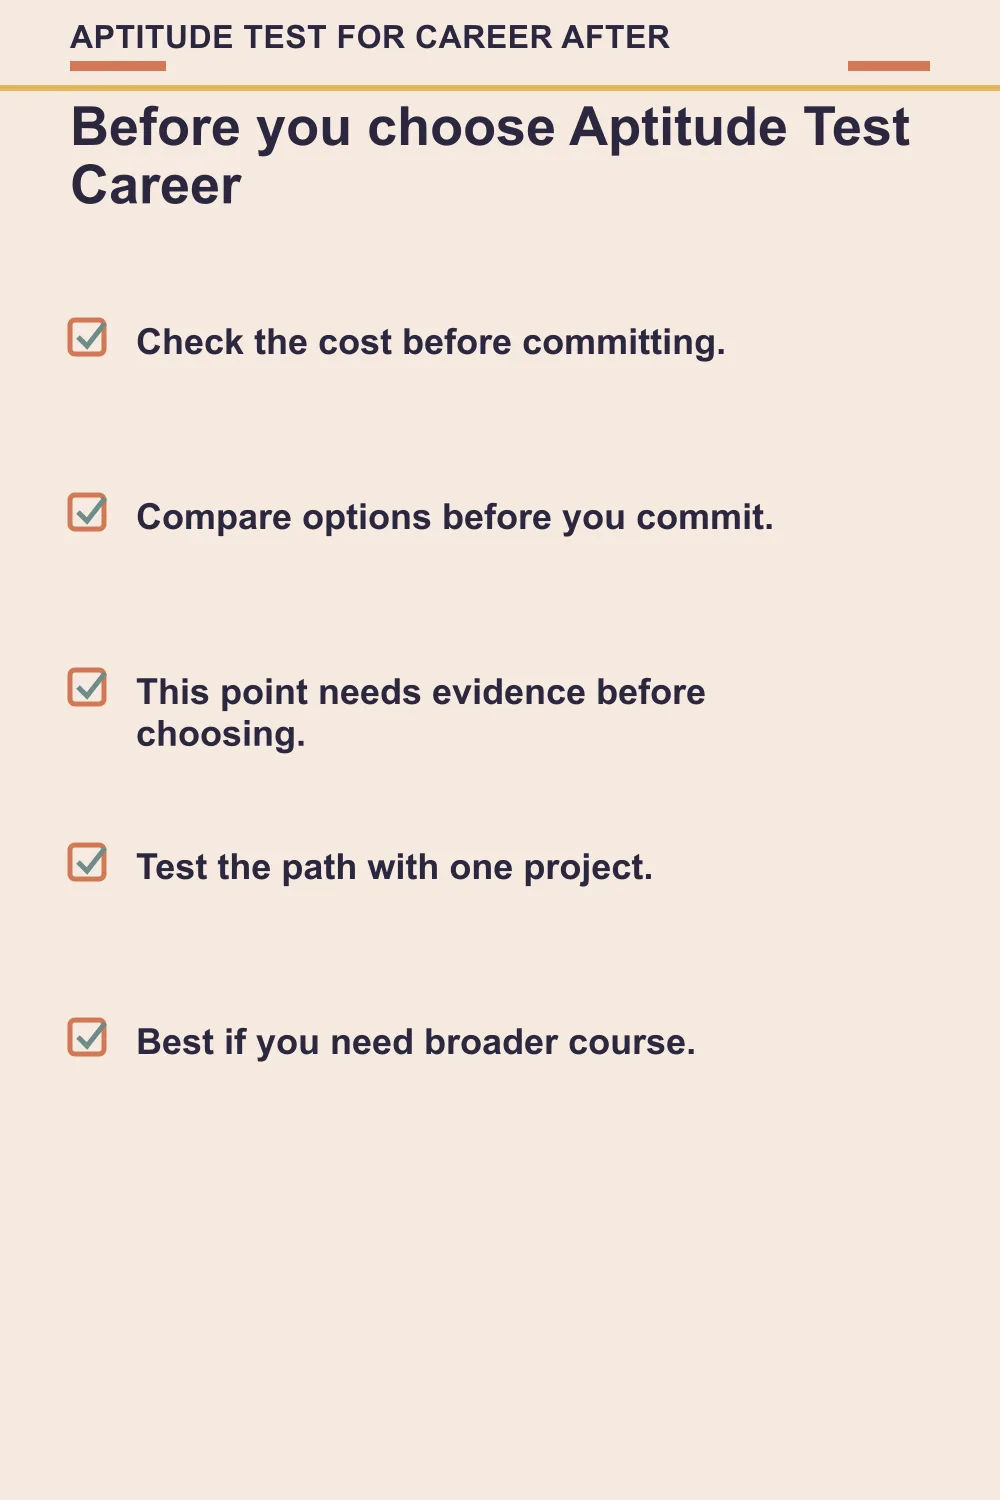 APTITUDE TEST FOR CAREER AFTER
Before you choose Aptitude Test
Career
Check the cost before committing.
Compare options before you commit.
This point needs evidence before
choosing.
Test the path with one project.
Best if you need broader course.